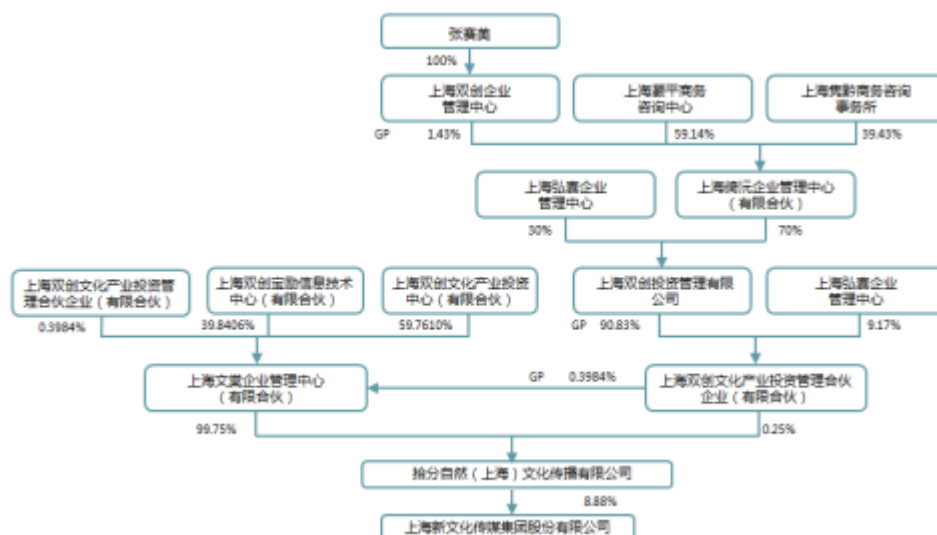 张赛美
100%
上海双创企业
管理中心
上海灏平商务
咨询中心
上海隽黔商务咨询
事务所
GP 1.43%
59.14%
39.43%
上海弘嘉企业
管理中心
上海绮沅企业管理中心
(有限合伙)
30%
70%
上海双创文化产业投资管
理合伙企业(有限合伙)
上海双创宝励信息技术
中心(有限合伙)
上海双创文化产业投资
中心(有限合伙)
上海双创投资管理有限
公司
上海弘嘉企业
管理中心
0.3984%
39.8406%
59.7610%
GP 90.83%
9.17%
上海文棠企业管理中心
(有限合伙)
GP 0.3984%
上海双创文化产业投资管理合伙
企业(有限合伙)
99.75%
0.25%
拾分自然(上海)文化传播有限公司
8.88%
上海新文化传媒集团股份有限公司